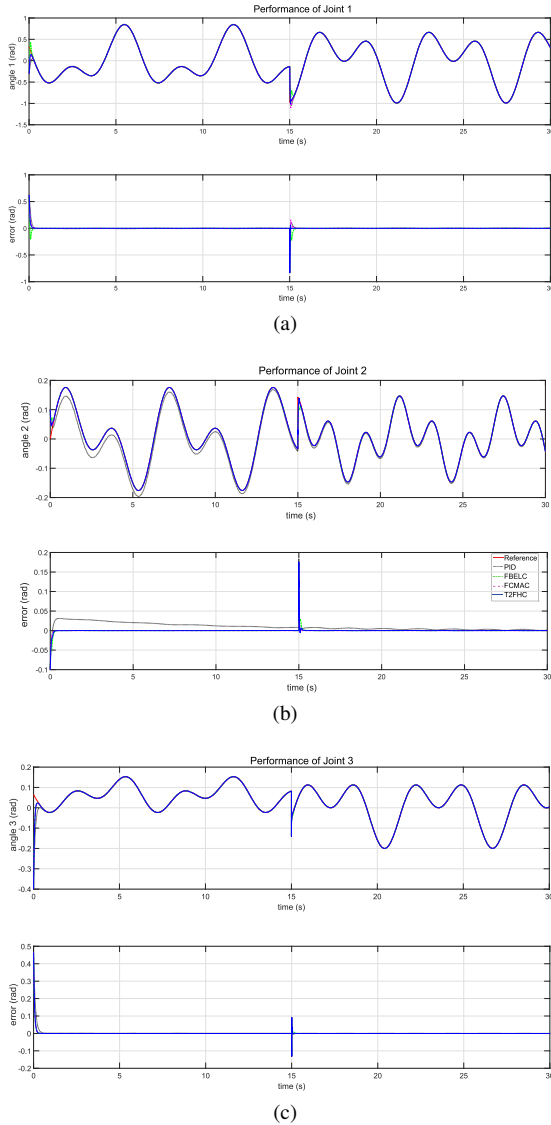 Performance of Joint 1
angle 1 (rad)
1
0.5
0
-0.5
-1
-1.5
0 5 10 15 20 25 30
time (s)
error (rad)
1
0.5
0
-0.5
-1
0 5 10 15 20 25 30
time (s)
(a)
Performance of Joint 2
angle 2 (rad)
0.2
0.1
0
-0.1
-0.2
0 5 10 15 20 25 30
time (s)
error (rad)
0.2
0.15
0.1
0.05
0
-0.05
-0.1
Reference
PID
FBELC
FCMAC
T2FHC
0 5 10 15 20 25 30
time (s)
(b)
Performance of Joint 3
angle 3 (rad)
0.2
0.1
0
0.1
0.2
0.3
0.4
0 5 10 15 20 25 30
time (s)
error (rad)
0.5
0.4
0.3
0.2
0.1
0
-0.1
-0.2
0 5 10 15 20 25 30
time (s)
(c)